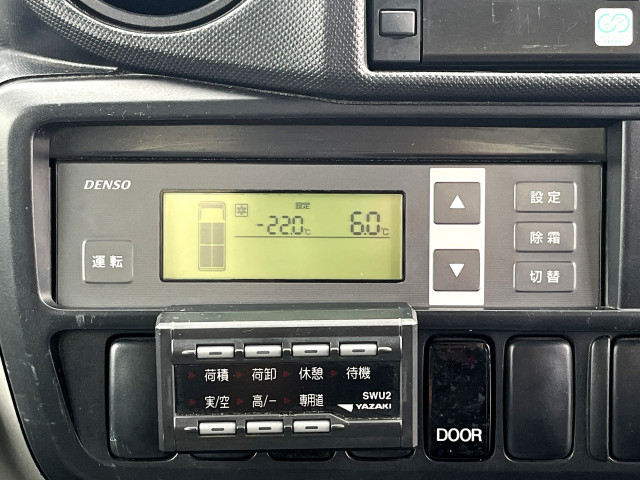 DENSO
設定
-22.0℃ 6.0℃
運転
設定
除霜
切替
荷積 荷卸 休憩 待機
実/空 高/一 専用道
SWU2
YAZAKI
DOOR